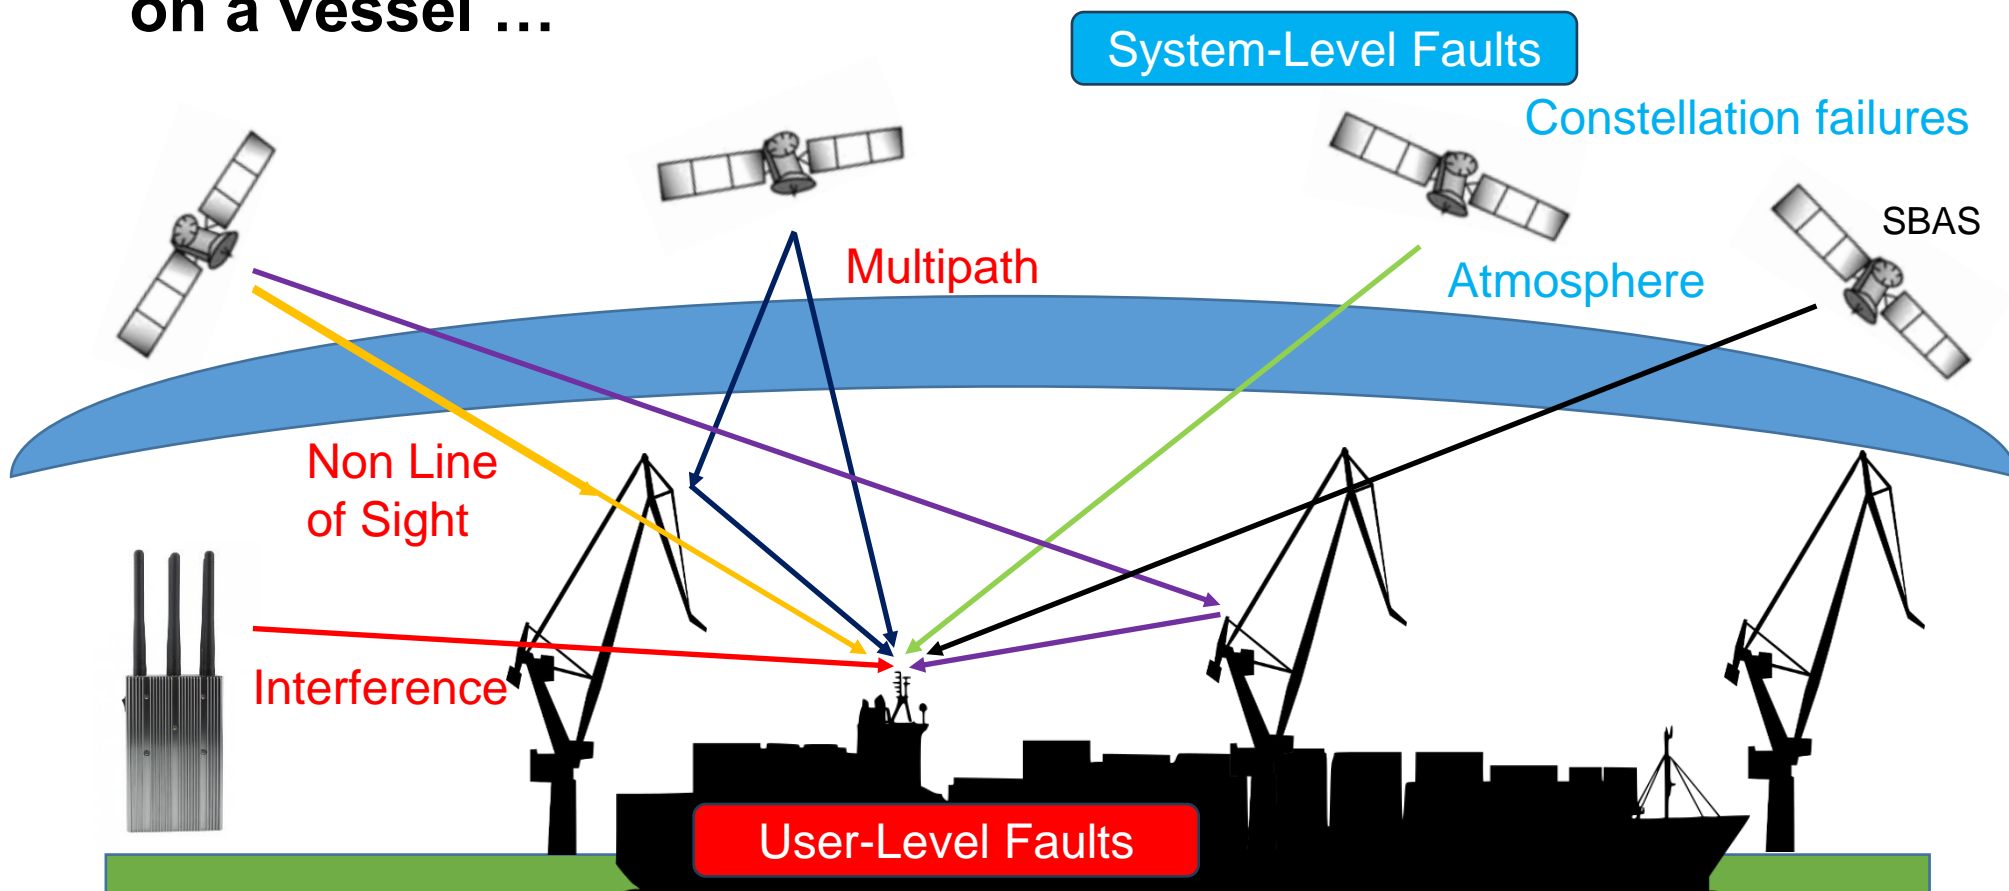 on a vessel ...
System-Level Faults
Constellation failures
SBAS
Multipath
Atmosphere
Non Line
of Sight
Interference
User-Level Faults